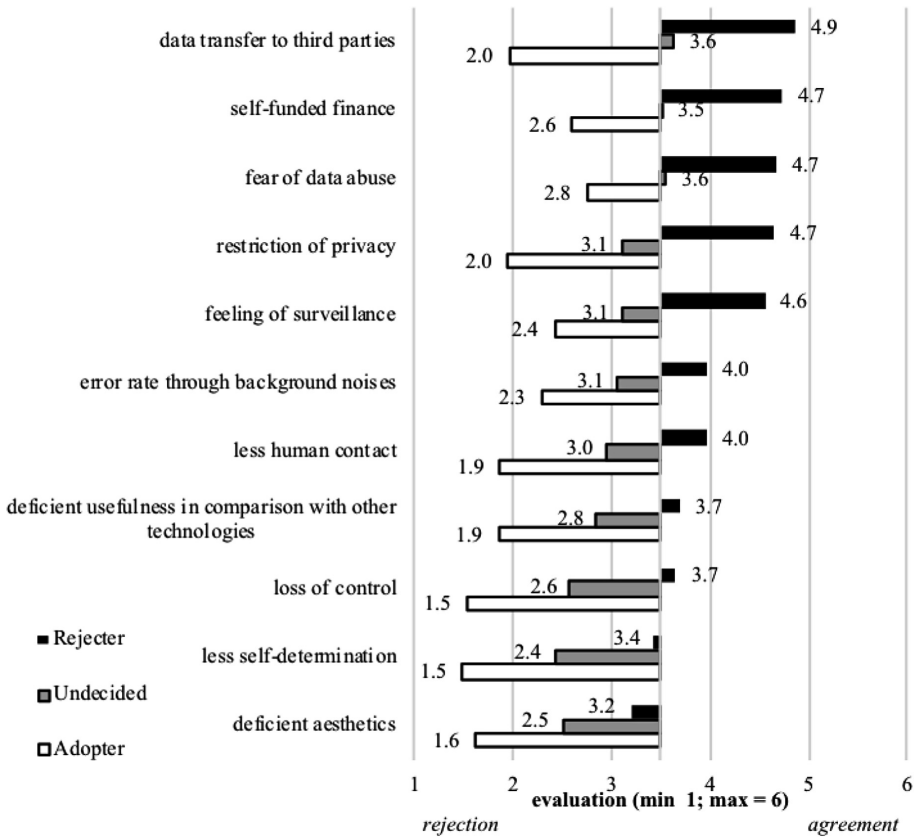 data transfer to third parties
4.9
3.6
2.0
self-funded finance
4.7
3.5
2.6
fear of data abuse
4.7
3.6
2.8
restriction of privacy
4.7
3.1
2.0
feeling of surveillance
4.6
3.1
2.4
error rate through background noises
4.0
3.1
2.3
less human contact
4.0
3.0
1.9
deficient usefulness in comparison with other
technologies
3.7
2.8
1.9
loss of control
3.7
2.6
1.5
less self-determination
3.4
2.4
1.5
deficient aesthetics
3.2
2.5
1.6
Rejecter
Undecided
Adopter
1 2 3 4 5 6
evaluation (min 1; max = 6)
rejection agreement